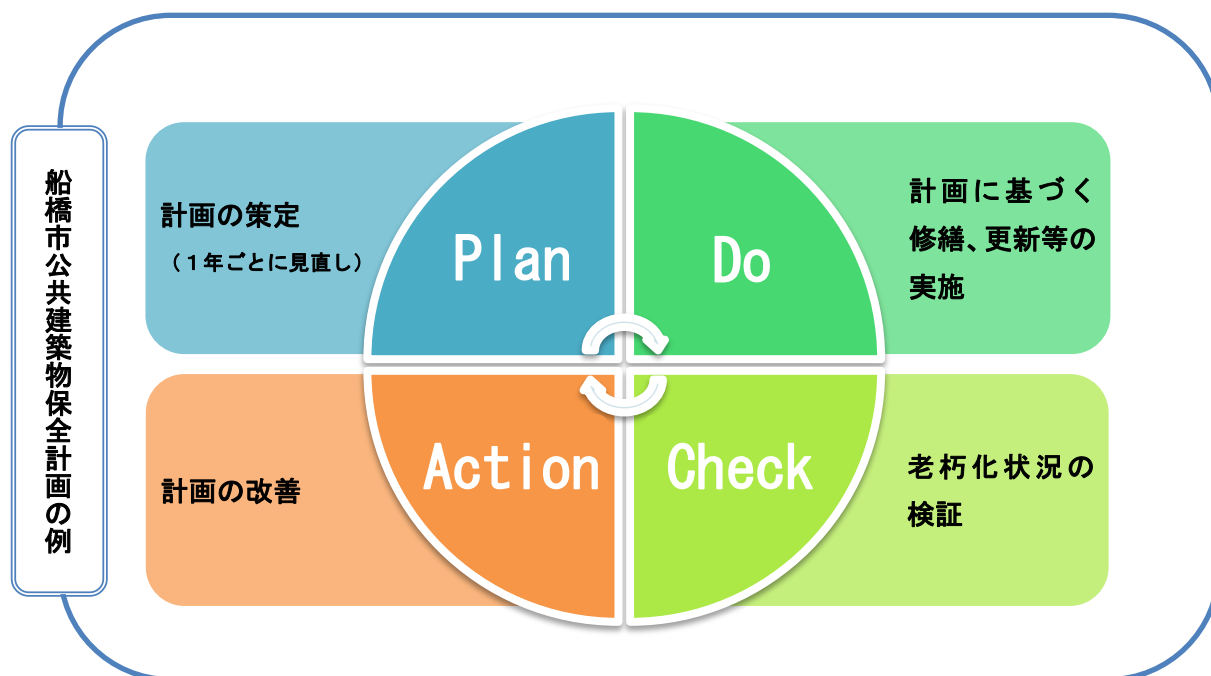 船橋市公共建築物保全計画の例
計画の策定
（１年ごとに見直し）
Plan
Do
計画に基づく
修繕、更新等の
実施
計画の改善
Action
Check
老朽化状況の
検証